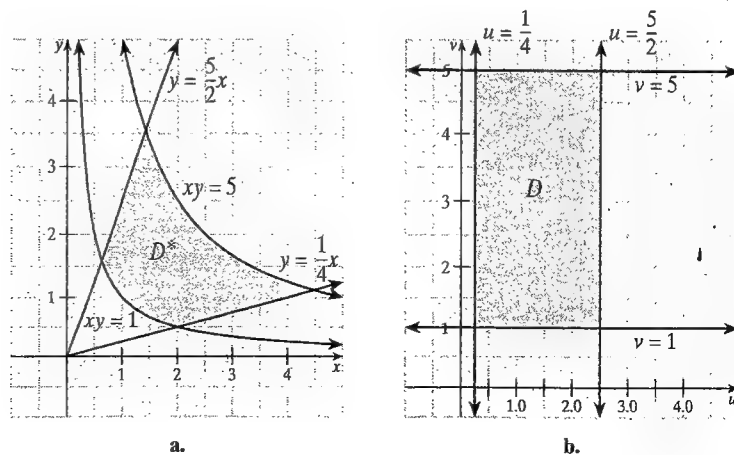 y
4
3
2
1
1 2 3 4
x
y = 5/2 x
xy = 5
D*
y = 1/4 x
xy = 1
a.
v
5
4
3
2
1
1.0 2.0 3.0 4.0
u
u = 1/4
u = 5/2
v = 5
D
v = 1
b.